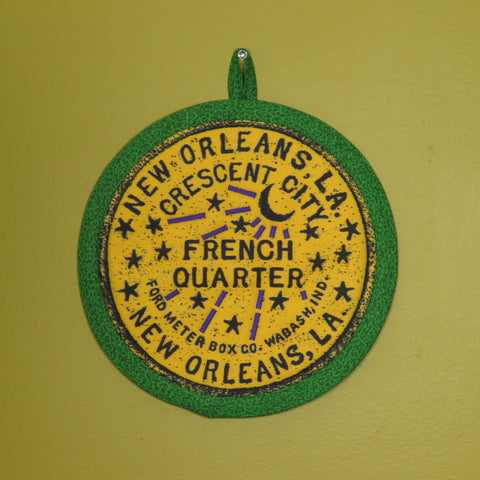 NEW ORLEANS, LA.
CRESCENT CITY
FRENCH
QUARTER
FORD METER BOX CO. WABASH, IND.
NEW ORLEANS, LA.